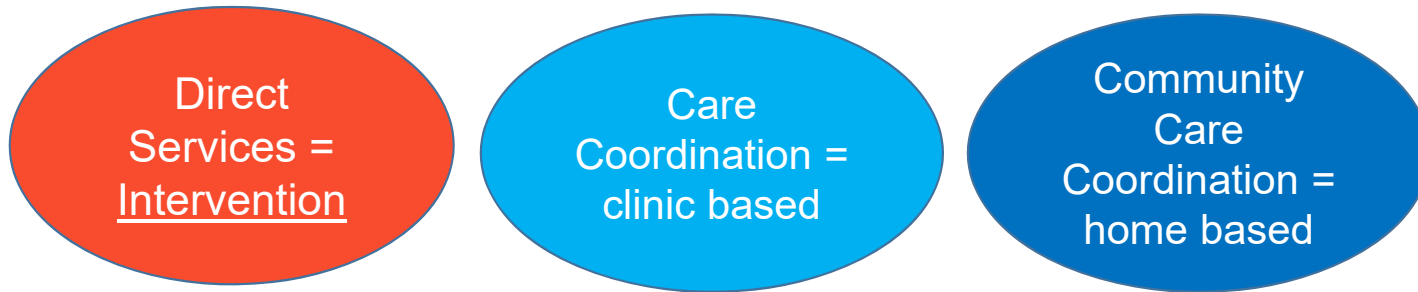 Direct
Services =
Intervention
Care
Coordination =
clinic based
Community
Care
Coordination =
home based